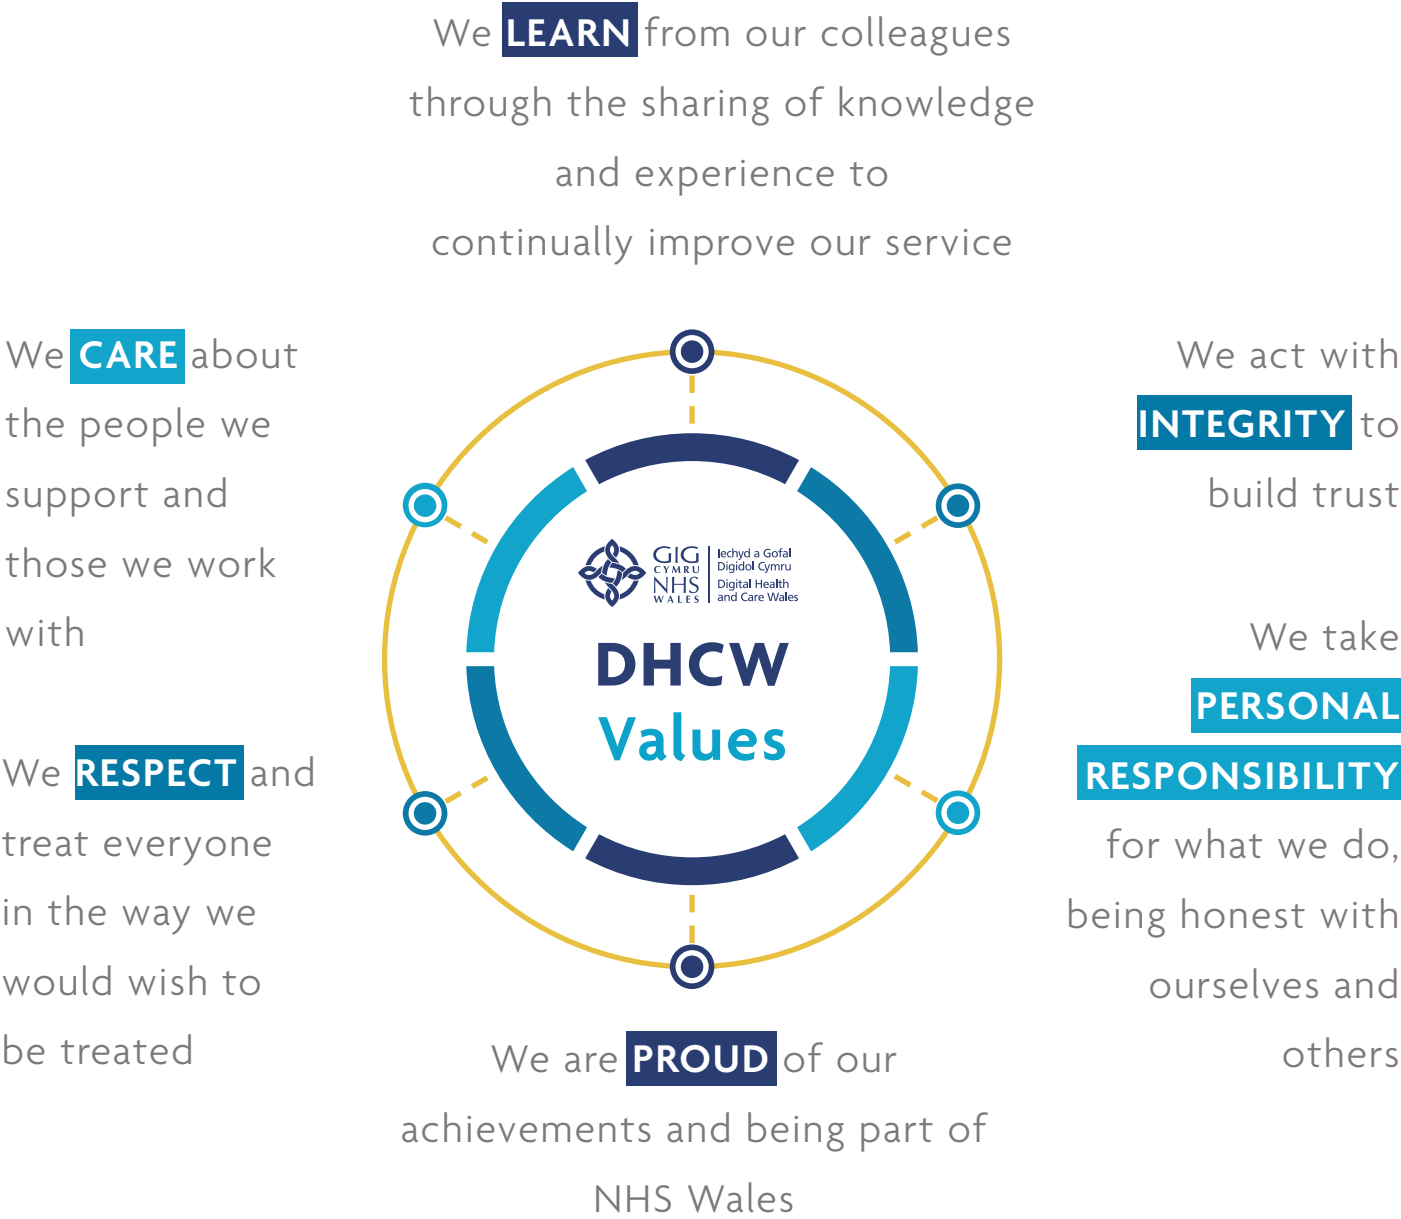 We LEARN from our colleagues
through the sharing of knowledge
and experience to
continually improve our service
We CARE about
the people we
support and
those we work
with
We act with
INTEGRITY to
build trust
GIG
CYMRU
NHS
WALES
Iechyd a Gofal
Digidol Cymru
Digital Health
and Care Wales
DHCW
Values
We take
PERSONAL
RESPONSIBILITY
for what we do,
being honest with
ourselves and
others
We RESPECT and
treat everyone
in the way we
would wish to
be treated
We are PROUD of our
achievements and being part of
NHS Wales